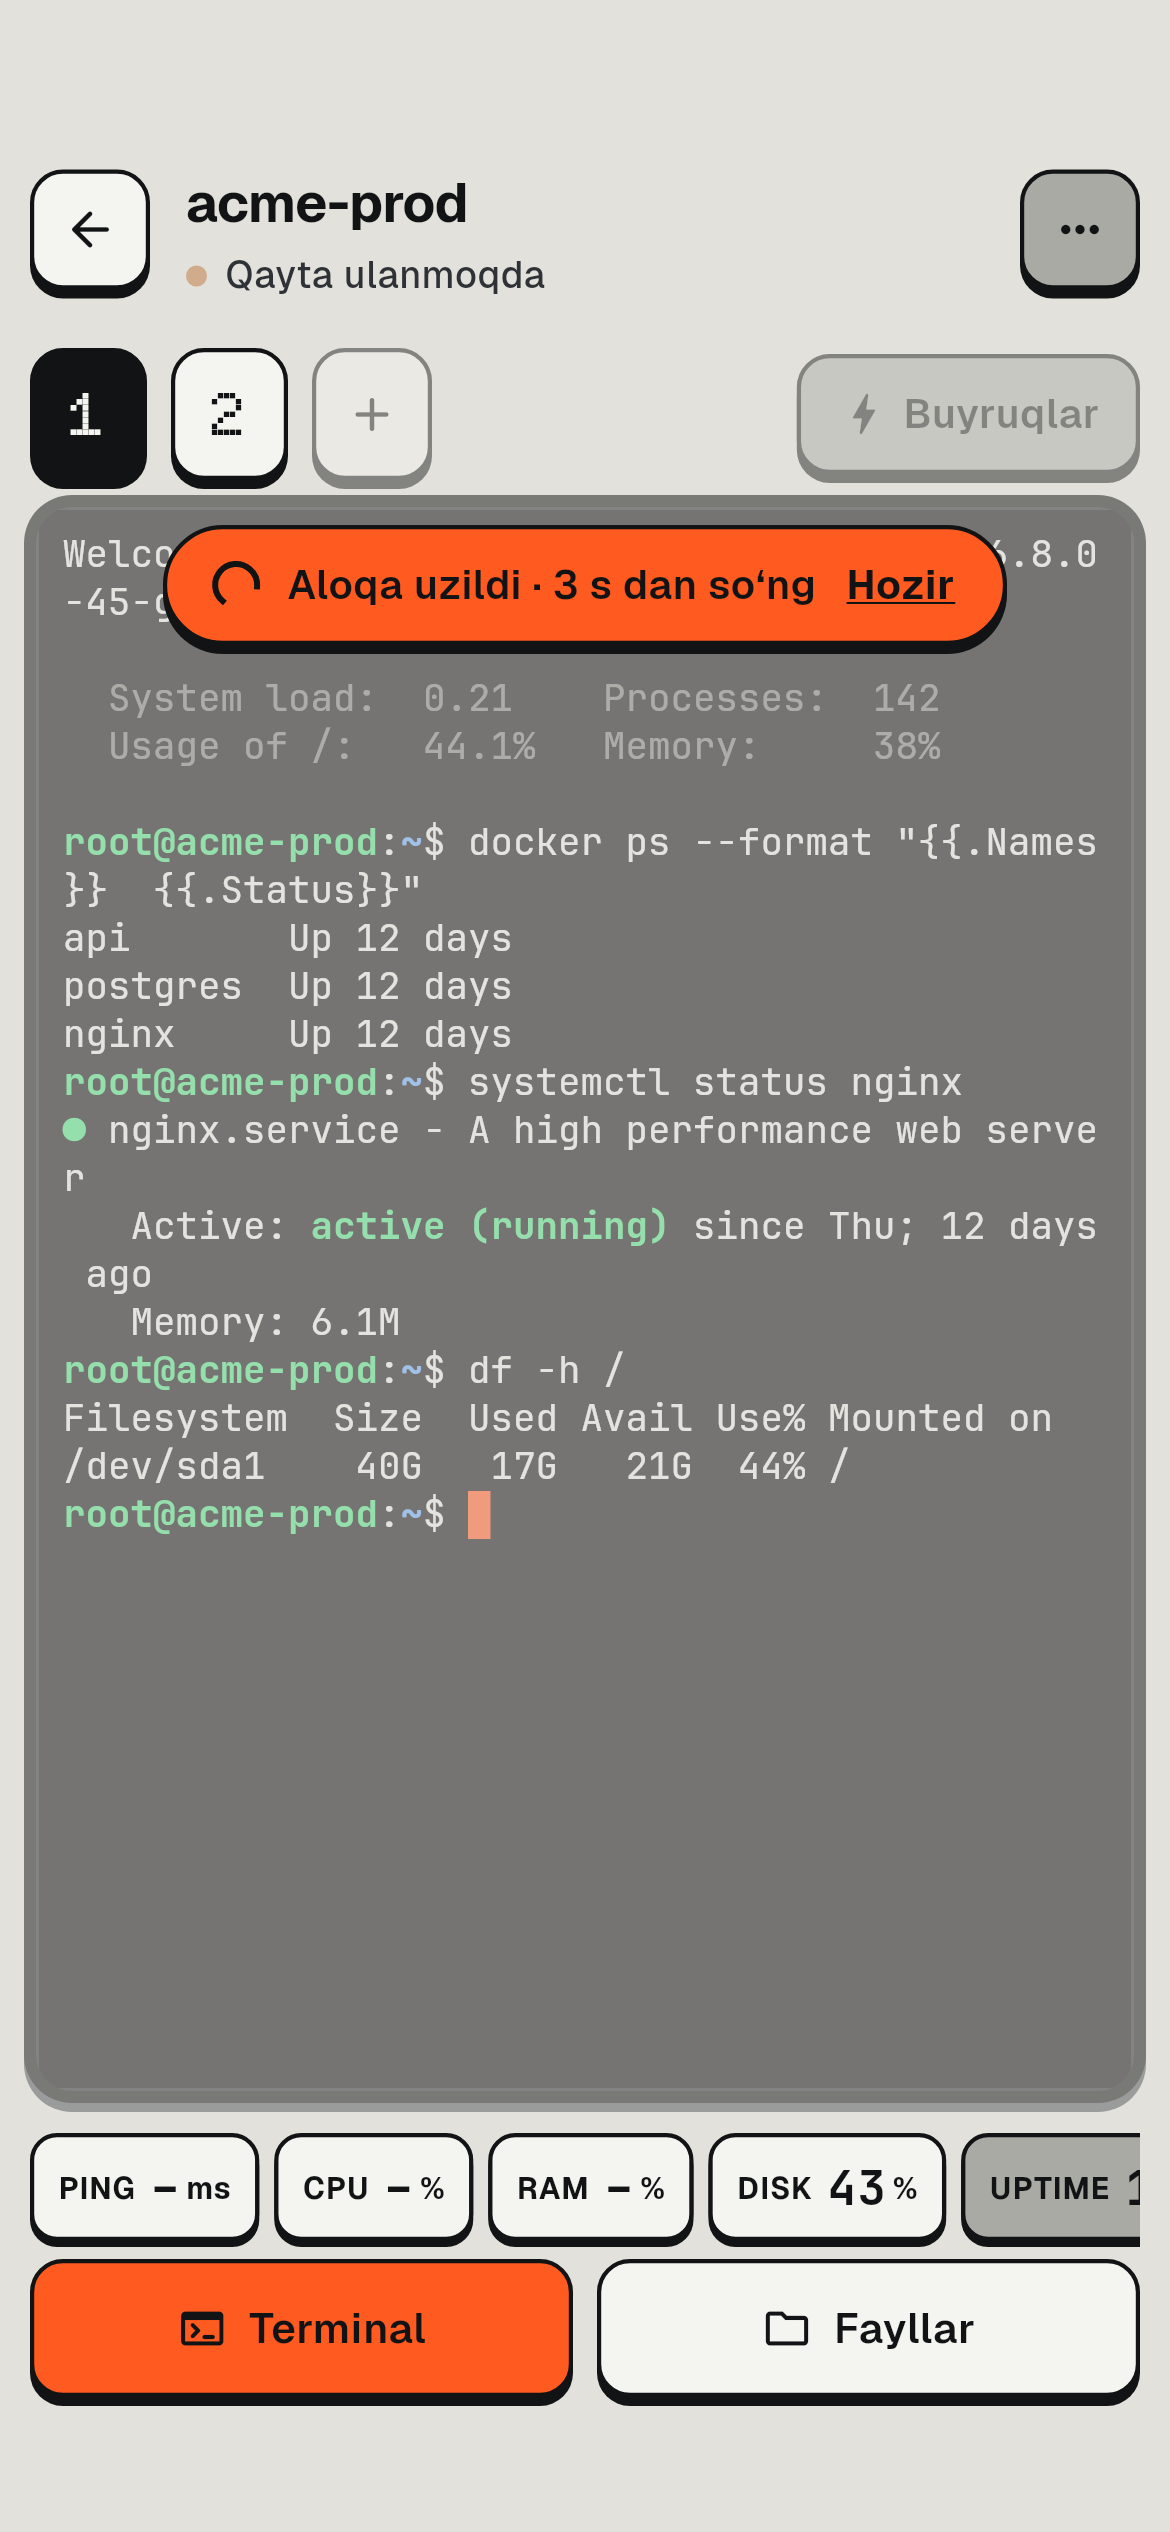 acme-prod
Qayta ulanmoqda
1 2 + Buyruqlar
Aloqa uzildi · 3 s dan so‘ng Hozir
System load: 0.21 Processes: 142
Usage of /: 44.1% Memory: 38%
root@acme-prod:~$ docker ps --format "{{.Names
}} {{.Status}}"
api Up 12 days
postgres Up 12 days
nginx Up 12 days
root@acme-prod:~$ systemctl status nginx
● nginx.service - A high performance web serve
r
Active: active (running) since Thu; 12 days
ago
Memory: 6.1M
root@acme-prod:~$ df -h /
Filesystem Size Used Avail Use% Mounted on
/dev/sda1 40G 17G 21G 44% /
root@acme-prod:~$
PING – ms CPU – % RAM – % DISK 43 % UPTIME
Terminal Fayllar